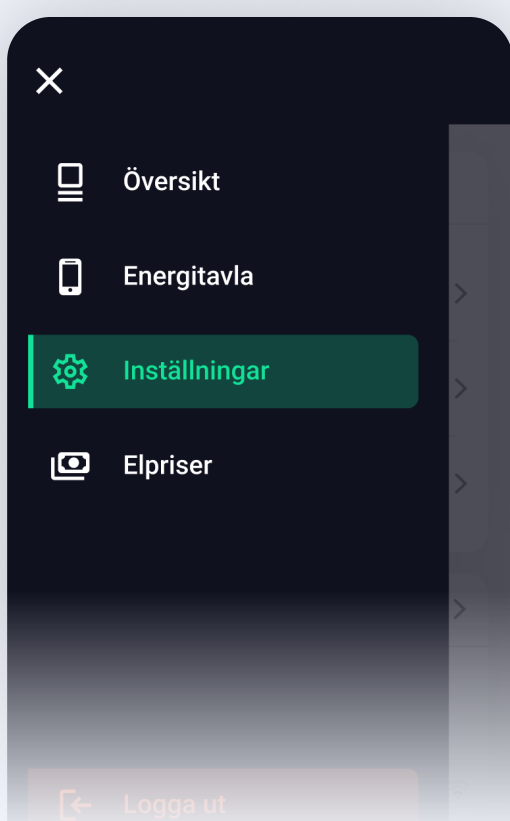 Översikt
Energitavla
Inställningar
Elpriser
Logga ut